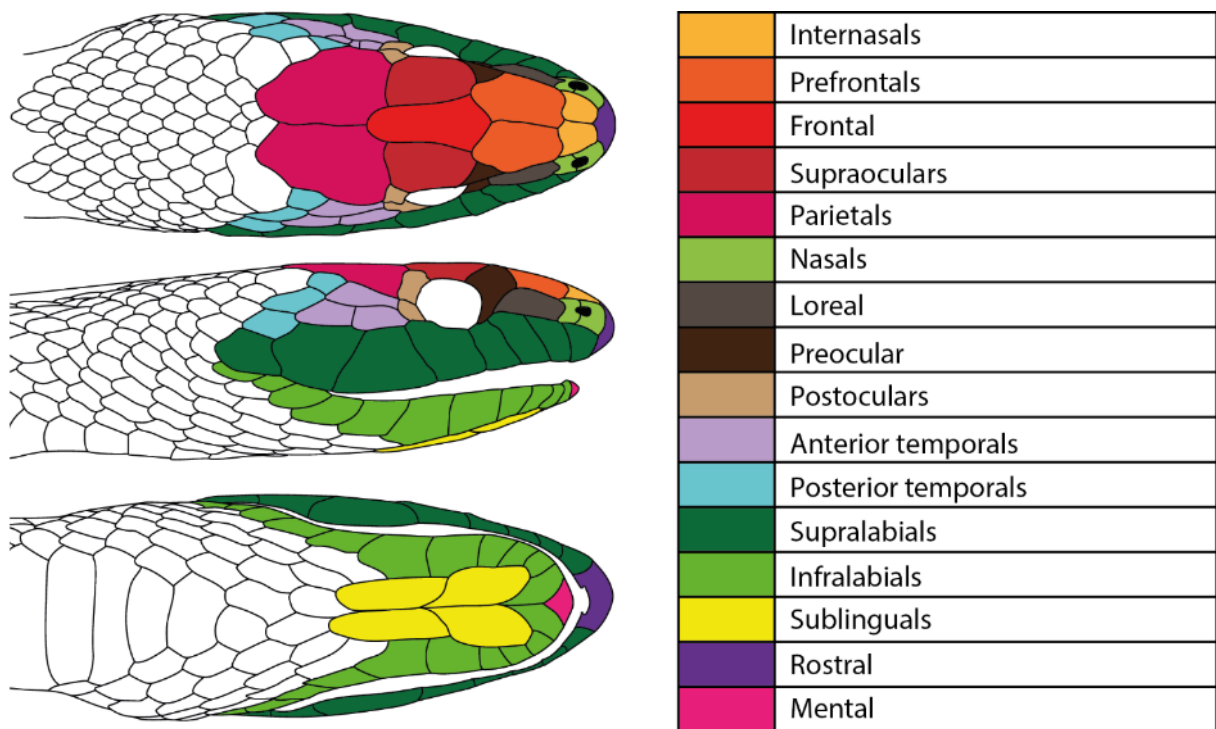 Internasals
Prefrontals
Frontal
Supraoculars
Parietals
Nasals
Loreal
Preocular
Postoculars
Anterior temporals
Posterior temporals
Supralabials
Infralabials
Sublinguals
Rostral
Mental